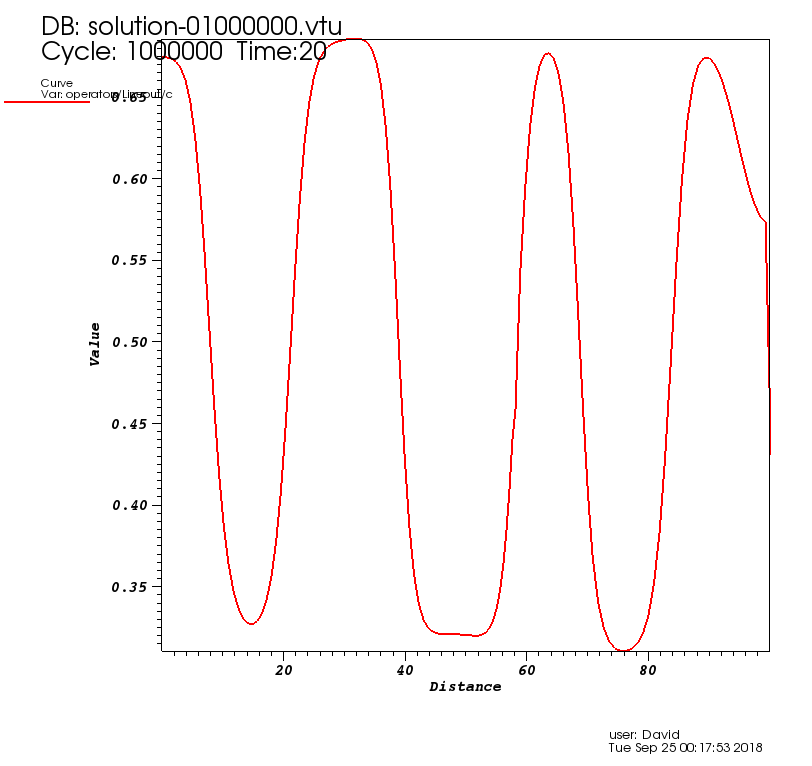 DB: solution-01000000.vtu
Cycle: 1000000 Time:20
Curve
Var: operators/Lineout/c
0.65
0.60
0.55
0.50
0.45
0.40
0.35
Value
20
40
60
80
Distance
user: David
Tue Sep 25 00:17:53 2018